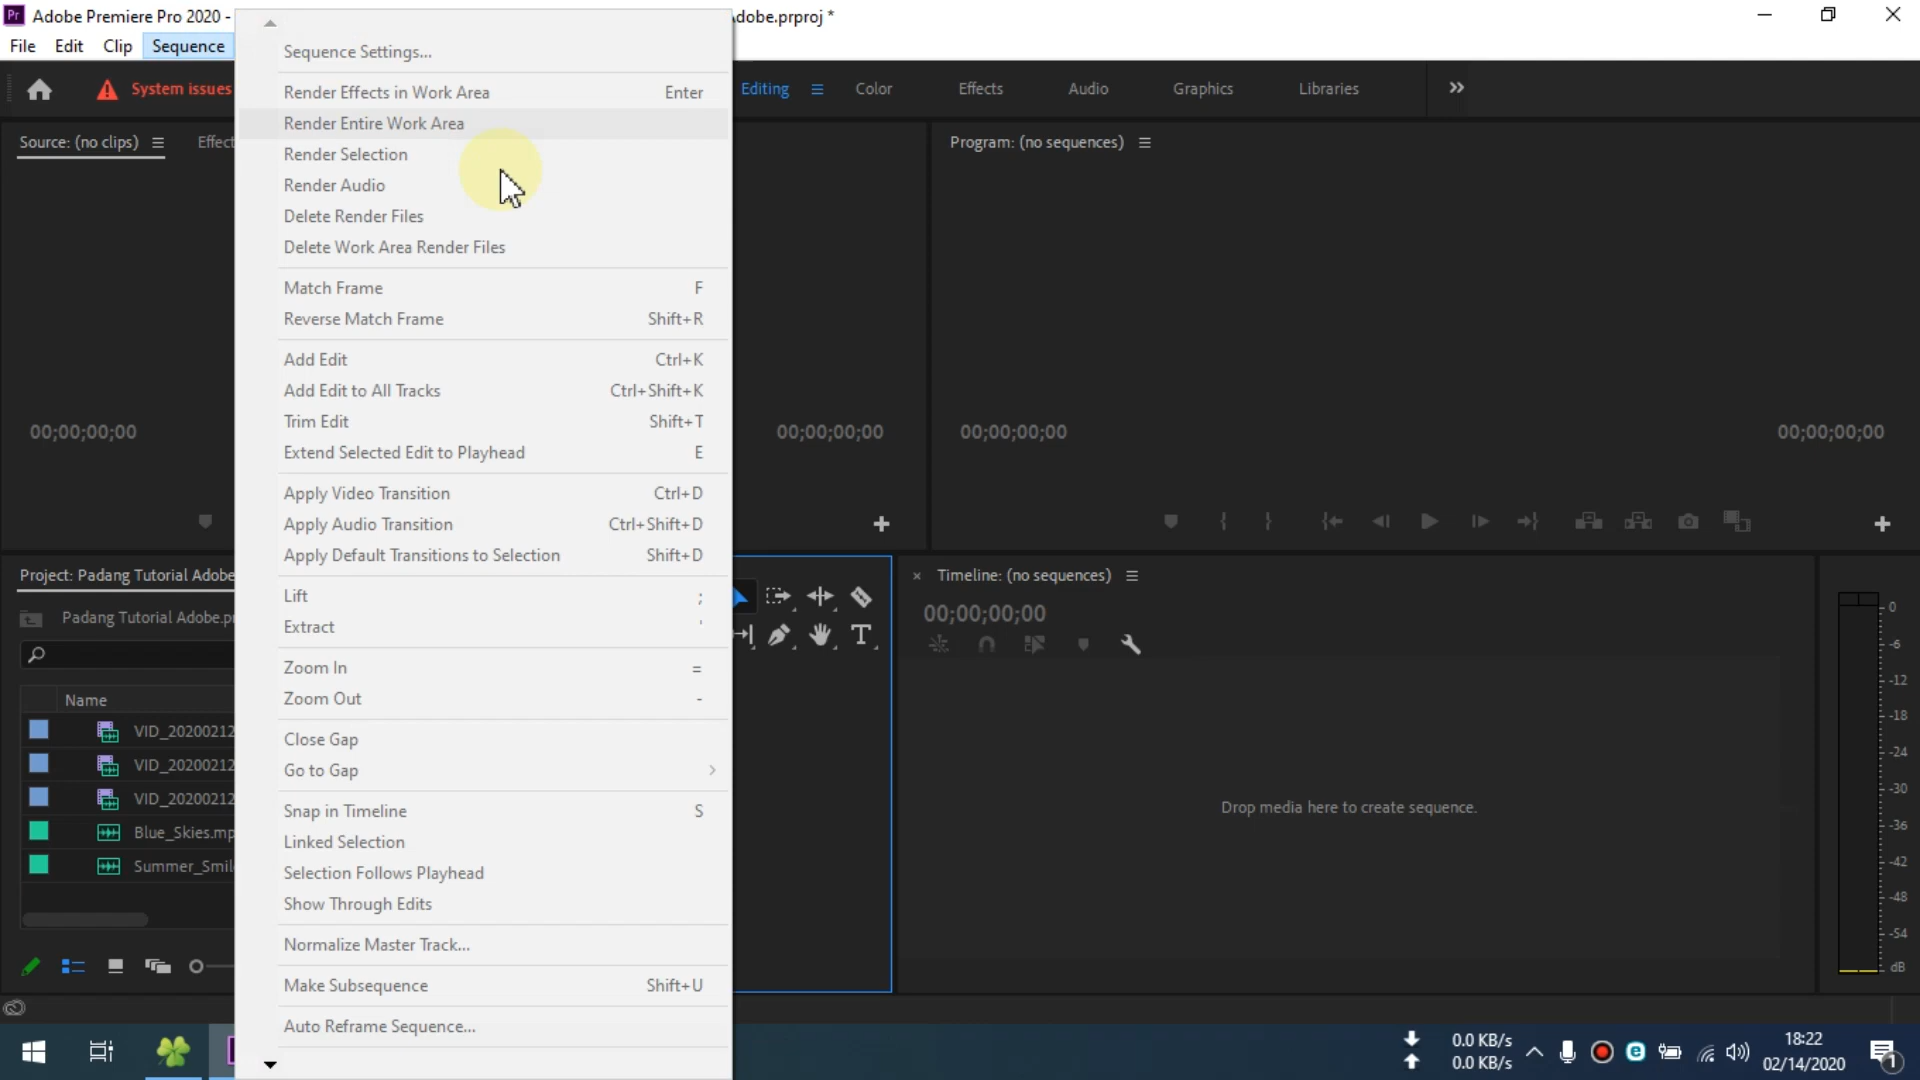 Adobe Premiere Pro 2020 -
dobe.prproj *
File Edit Clip Sequence
System issues
Editing Color Effects Audio Graphics Libraries
Source: (no clips)
Effect
Program: (no sequences)
Sequence Settings...
Render Effects in Work Area Enter
Render Entire Work Area
Render Selection
Render Audio
Delete Render Files
Delete Work Area Render Files
Match Frame F
Reverse Match Frame Shift+R
Add Edit Ctrl+K
Add Edit to All Tracks Ctrl+Shift+K
Trim Edit Shift+T
Extend Selected Edit to Playhead E
Apply Video Transition Ctrl+D
Apply Audio Transition Ctrl+Shift+D
Apply Default Transitions to Selection Shift+D
Lift ;
Extract '
Zoom In =
Zoom Out -
Close Gap
Go to Gap
Snap in Timeline S
Linked Selection
Selection Follows Playhead
Show Through Edits
Normalize Master Track...
Make Subsequence Shift+U
Auto Reframe Sequence...
00;00;00;00
00;00;00;00
00;00;00;00
00;00;00;00
Project: Padang Tutorial Adobe
Padang Tutorial Adobe.p
Name
VID_20200212
VID_20200212
VID_20200212
Blue_Skies.mp
Summer_Smil
Timeline: (no sequences)
00;00;00;00
Drop media here to create sequence.
0
-6
-12
-18
-24
-30
-36
-42
-48
-54
dB
0.0 KB/s
0.0 KB/s
18:22
02/14/2020
1